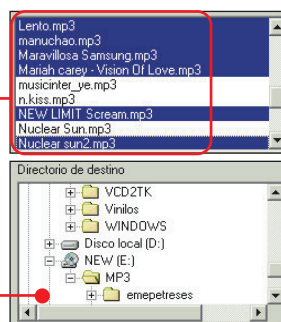 Lento.mp3
manuchao.mp3
Maravillosa Samsung.mp3
Mariah carey - Vision Of Love.mp3
musicinter_ye.mp3
n.kiss.mp3
NEW LIMIT Scream.mp3
Nuclear Sun.mp3
Nuclear sun2.mp3
Directorio de destino
VCD2TK
Vinilos
WINDOWS
Disco local (D:)
NEW (E:)
MP3
emepetreses